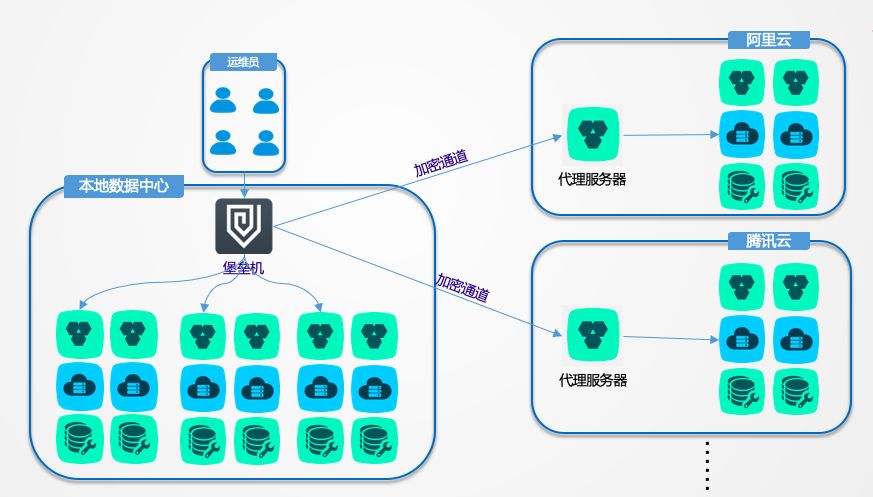 运维员
本地数据中心
堡垒机
加密通道
加密通道
阿里云
代理服务器
腾讯云
代理服务器